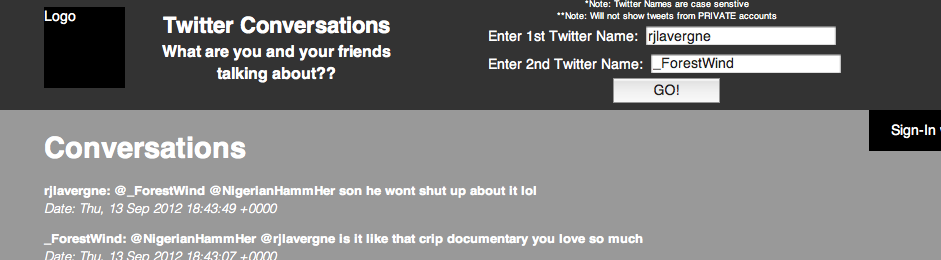 Logo
Twitter Conversations
What are you and your friends
talking about??
*Note: Twitter Names are case senstive
**Note: Will not show tweets from PRIVATE accounts
Enter 1st Twitter Name: rjlavergne
Enter 2nd Twitter Name: _ForestWind
GO!
Sign-In
Conversations
rjlavergne: @_ForestWind @NigerianHammHer son he wont shut up about it lol
Date: Thu, 13 Sep 2012 18:43:49 +0000
_ForestWind: @NigerianHammHer @rjlavergne is it like that crip documentary you love so much
Date: Thu, 13 Sep 2012 18:43:07 +0000